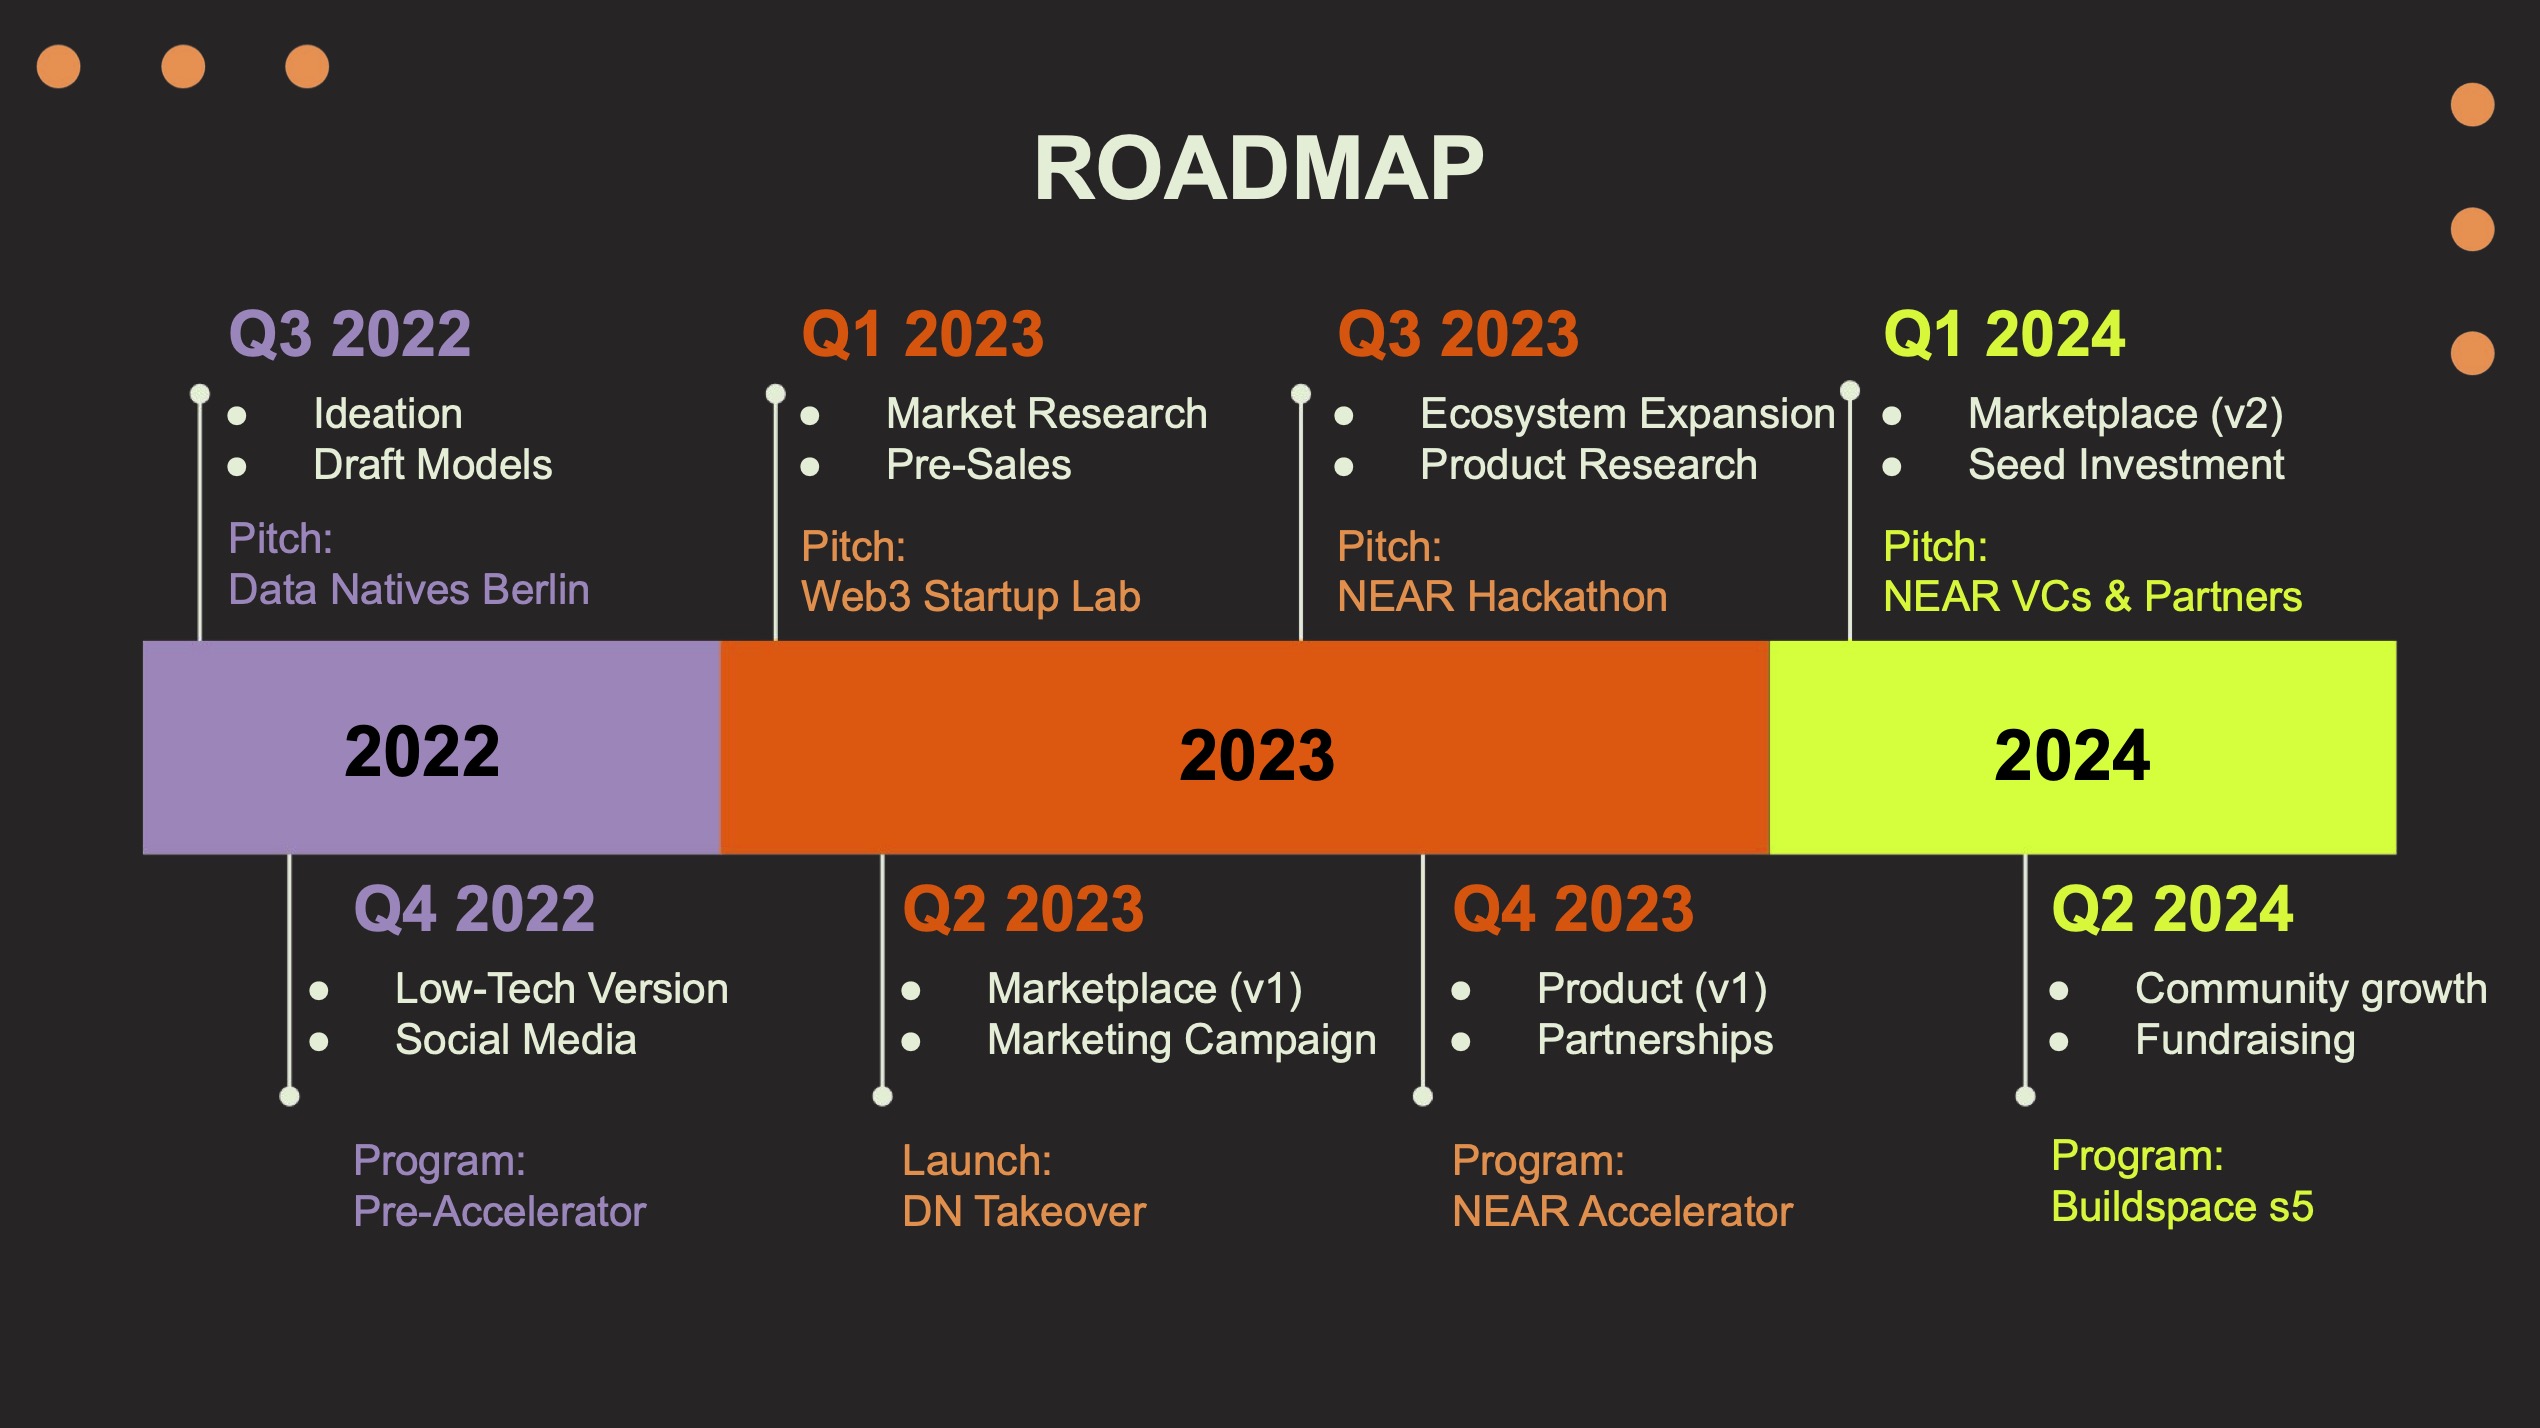 ROADMAP
Q3 2022
● Ideation
● Draft Models
Pitch:
Data Natives Berlin
Q1 2023
● Market Research
● Pre-Sales
Pitch:
Web3 Startup Lab
Q3 2023
● Ecosystem Expansion
● Product Research
Pitch:
NEAR Hackathon
Q1 2024
● Marketplace (v2)
● Seed Investment
Pitch:
NEAR VCs & Partners
2022
2023
2024
Q4 2022
● Low-Tech Version
● Social Media
Program:
Pre-Accelerator
Q2 2023
● Marketplace (v1)
● Marketing Campaign
Launch:
DN Takeover
Q4 2023
● Product (v1)
● Partnerships
Program:
NEAR Accelerator
Q2 2024
● Community growth
● Fundraising
Program:
Buildspace s5